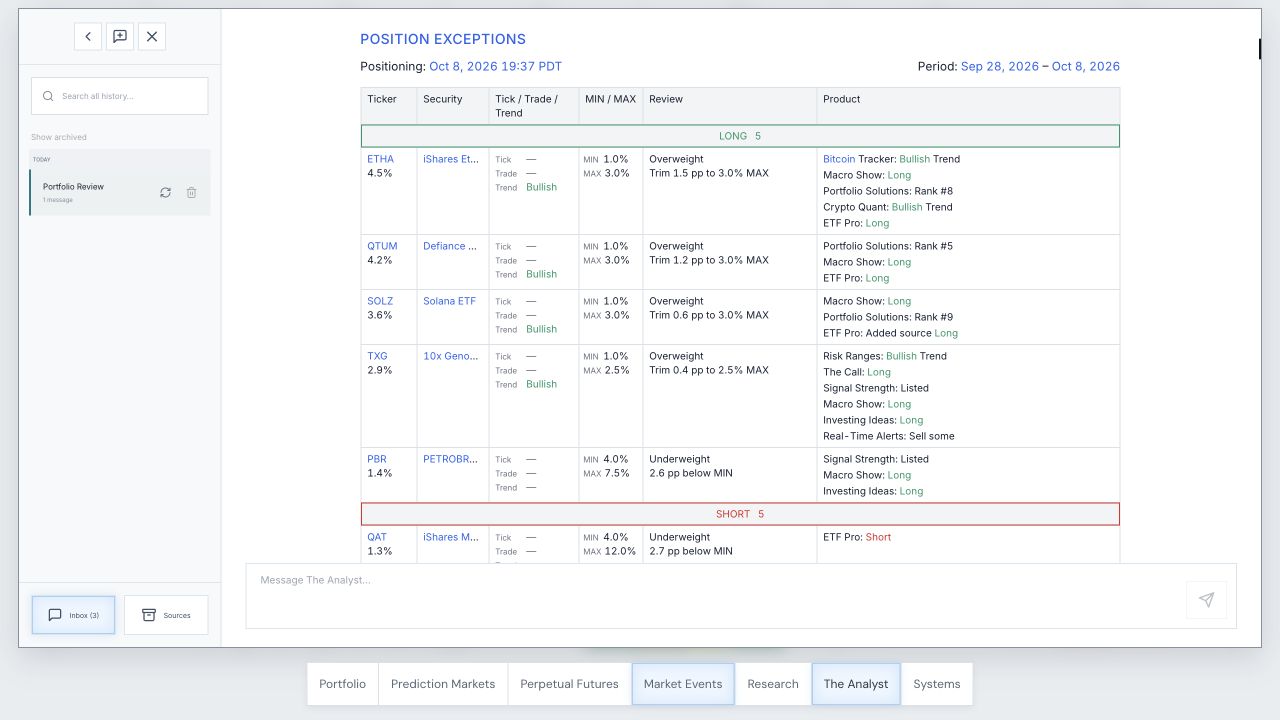 POSITION EXCEPTIONS
Positioning: Oct 8, 2026 19:37 PDT
Period: Sep 28, 2026 – Oct 8, 2026
Search all history...
Show archived
TODAY
Portfolio Review
1 message
Inbox (3)
Sources
Ticker
Security
Tick / Trade / Trend
MIN / MAX
Review
Product
LONG 5
ETHA
4.5%
iShares Et...
Tick —
Trade —
Trend Bullish
MIN 1.0%
MAX 3.0%
Overweight
Trim 1.5 pp to 3.0% MAX
Bitcoin Tracker: Bullish Trend
Macro Show: Long
Portfolio Solutions: Rank #8
Crypto Quant: Bullish Trend
ETF Pro: Long
QTUM
4.2%
Defiance ...
Tick —
Trade —
Trend Bullish
MIN 1.0%
MAX 3.0%
Overweight
Trim 1.2 pp to 3.0% MAX
Portfolio Solutions: Rank #5
Macro Show: Long
ETF Pro: Long
SOLZ
3.6%
Solana ETF
Tick —
Trade —
Trend Bullish
MIN 1.0%
MAX 3.0%
Overweight
Trim 0.6 pp to 3.0% MAX
Macro Show: Long
Portfolio Solutions: Rank #9
ETF Pro: Added source Long
TXG
2.9%
10x Geno...
Tick —
Trade —
Trend Bullish
MIN 1.0%
MAX 2.5%
Overweight
Trim 0.4 pp to 2.5% MAX
Risk Ranges: Bullish Trend
The Call: Long
Signal Strength: Listed
Macro Show: Long
Investing Ideas: Long
Real-Time Alerts: Sell some
PBR
1.4%
PETROBR...
Tick —
Trade —
Trend —
MIN 4.0%
MAX 7.5%
Underweight
2.6 pp below MIN
Signal Strength: Listed
Macro Show: Long
Investing Ideas: Long
SHORT 5
QAT
1.3%
iShares M...
Tick —
Trade —
MIN 4.0%
MAX 12.0%
Underweight
2.7 pp below MIN
ETF Pro: Short
Message The Analyst...
Portfolio
Prediction Markets
Perpetual Futures
Market Events
Research
The Analyst
Systems